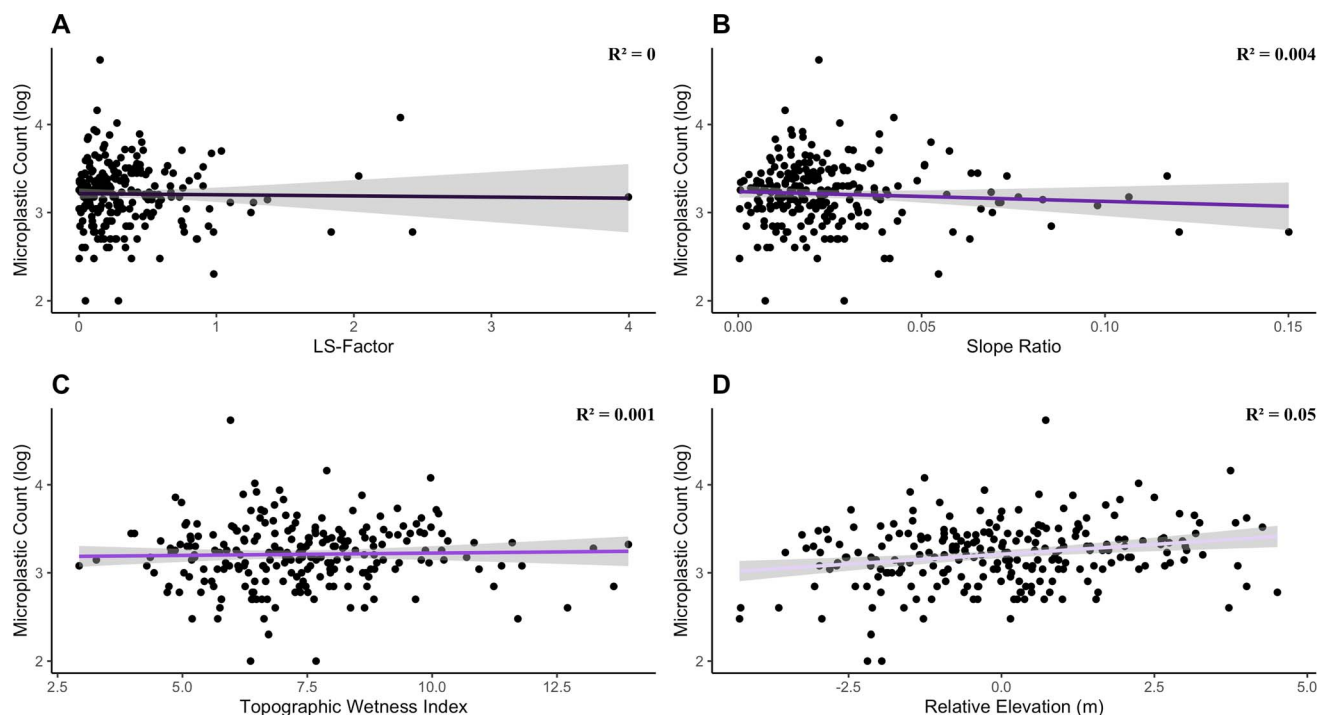 A
B
R² = 0
R² = 0.004
Microplastic Count (log)
4
3
2
0
1
2
3
4
LS-Factor
Microplastic Count (log)
4
3
2
0.00
0.05
0.10
0.15
Slope Ratio
C
D
R² = 0.001
R² = 0.05
Microplastic Count (log)
4
3
2
2.5
5.0
7.5
10.0
12.5
Topographic Wetness Index
Microplastic Count (log)
4
3
2
-2.5
0.0
2.5
5.0
Relative Elevation (m)